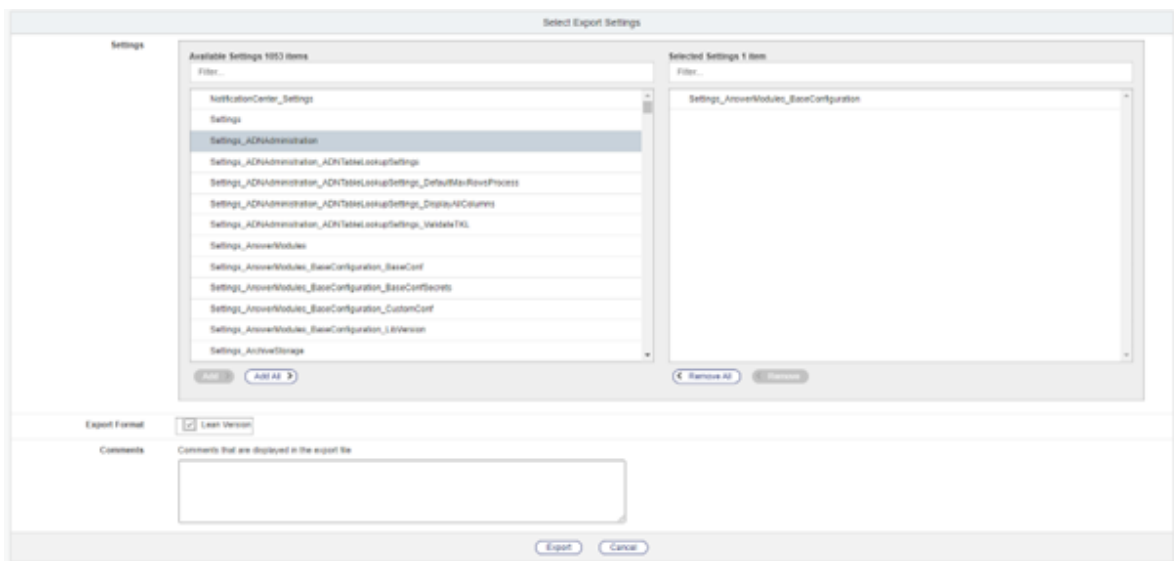 Select Export Settings
Settings
Available Settings 1053 items
Filter...
NotificationCenter_Settings
Settings
Settings_ADNAdministration
Settings_ADNAdministration_ADNTableLookupSettings
Settings_ADNAdministration_ADNTableLookupSettings_DefaultMaxRowsProcess
Settings_ADNAdministration_ADNTableLookupSettings_DisplayAllColumns
Settings_ADNAdministration_ADNTableLookupSettings_ValidateTKL
Settings_AnswerModules
Settings_AnswerModules_BaseConfiguration_BaseConf
Settings_AnswerModules_BaseConfiguration_BaseConfSecrets
Settings_AnswerModules_BaseConfiguration_CustomConf
Settings_AnswerModules_BaseConfiguration_LibVersion
Settings_ArchiveStorage
Add
Add All
Selected Settings 1 item
Filter...
Settings_AnswerModules_BaseConfiguration
Remove All
Remove
Export Format
Lean Version
Comments
Comments that are displayed in the export file
Export
Cancel